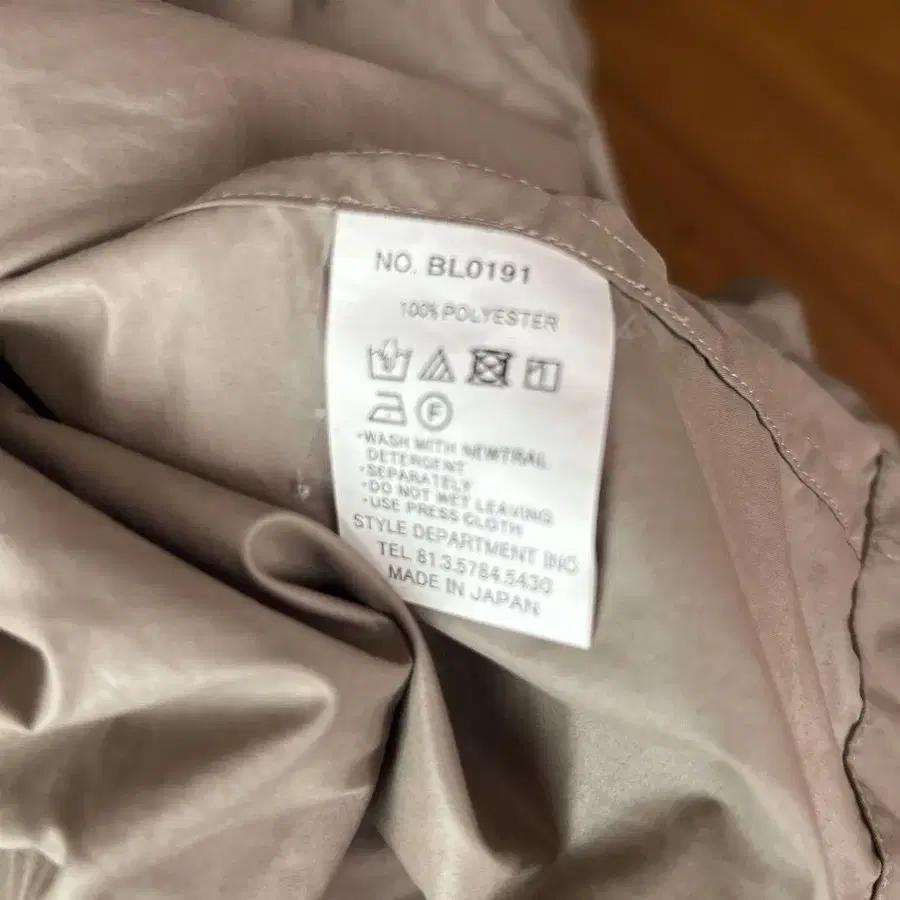 NO. BL0191
100% POLYESTER
F
·WASH WITH NEWTRAL
DETERGENT
·SEPARATELY
·DO NOT WET LEAVING
·USE PRESS CLOTH
STYLE DEPARTMENT INC
TEL 81.3.5784.5430
MADE IN JAPAN